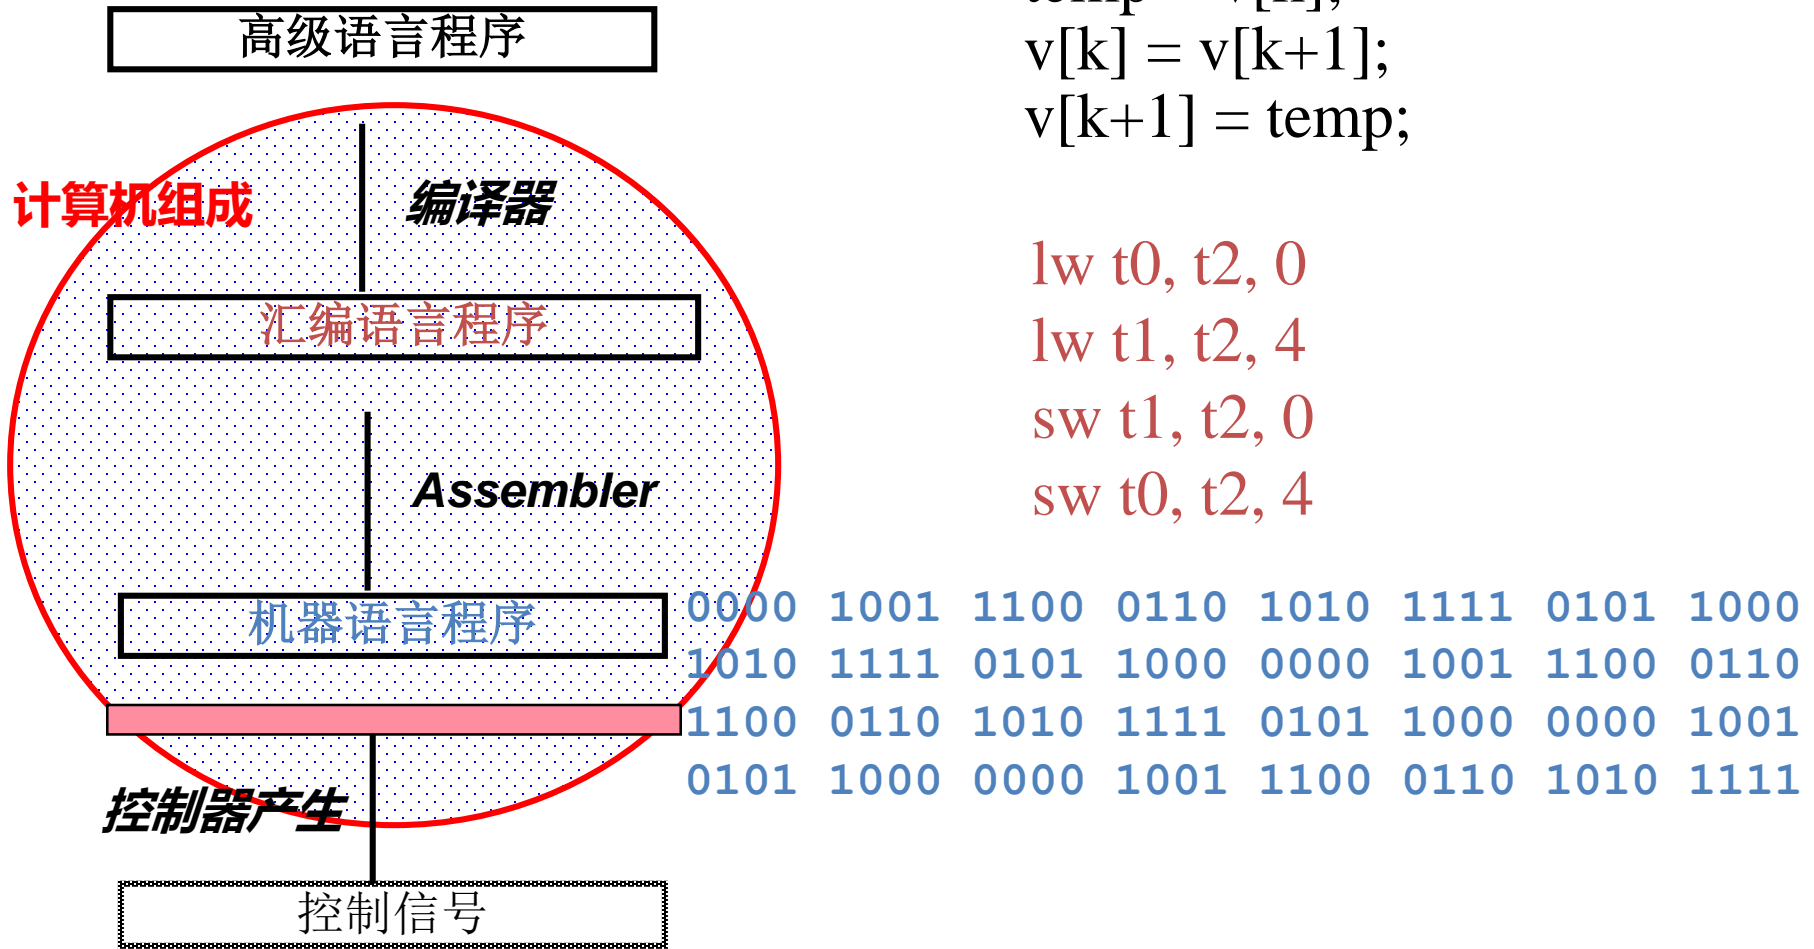 高级语言程序
v[k] = v[k+1];
v[k+1] = temp;
计算机组成
编译器
lw t0, t2, 0
汇编语言程序
lw t1, t2, 4
sw t1, t2, 0
Assembler
sw t0, t2, 4
机器语言程序
0000 1001 1100 0110 1010 1111 0101 1000
1010 1111 0101 1000 0000 1001 1100 0110
1100 0110 1010 1111 0101 1000 0000 1001
0101 1000 0000 1001 1100 0110 1010 1111
控制器产生
控制信号